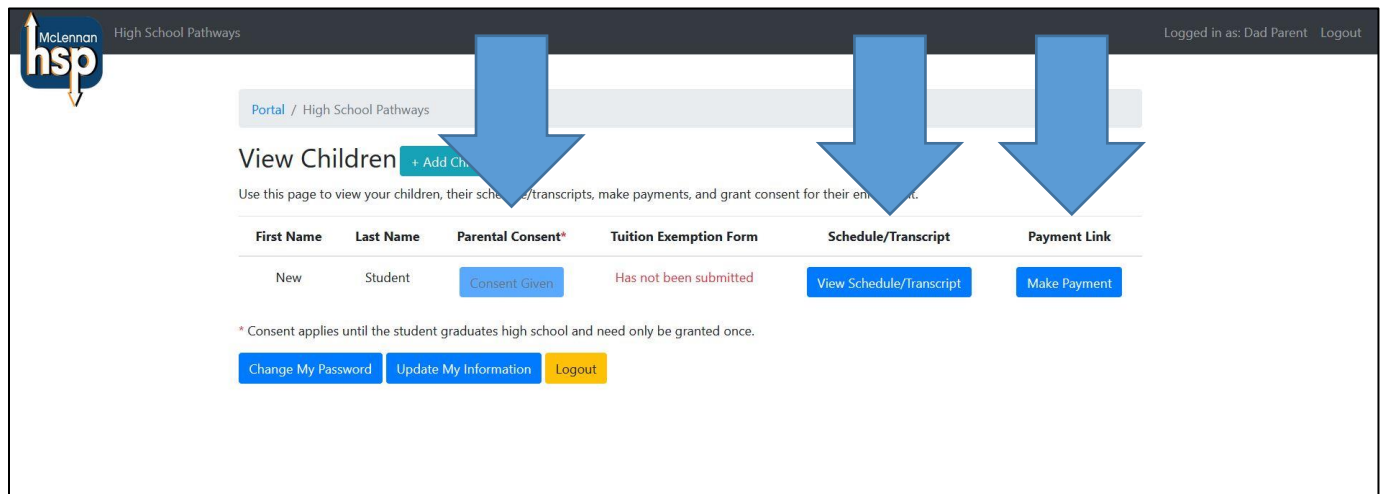 McLennan
hsp
High School Pathways
Logged in as: Dad Parent Logout
Portal / High School Pathways
View Children + Add
Use this page to view your children, their /transcripts, make payments, and grant consent for their
First Name Last Name Parental Consent* Tuition Exemption Form Schedule/Transcript Payment Link
New Student Consent Given Has not been submitted View Schedule/Transcript Make Payment
* Consent applies until the student graduates high school and need only be granted once.
Change My Password Update My Information Logout